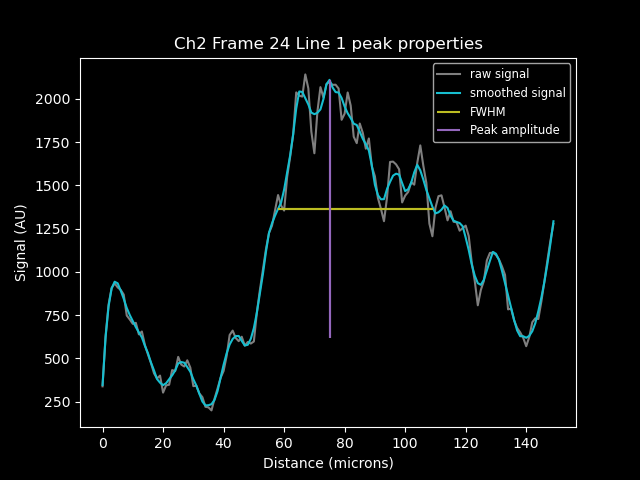 Ch2 Frame 24 Line 1 peak properties
raw signal
smoothed signal
FWHM
Peak amplitude
2000
1750
1500
1250
1000
750
500
250
Signal (AU)
0 20 40 60 80 100 120 140
Distance (microns)